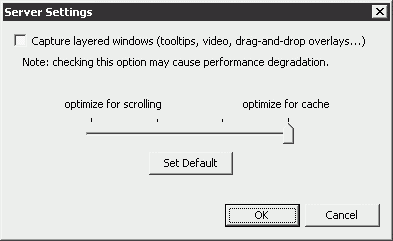 Server Settings
Capture layered windows (tooltips, video, drag-and-drop overlays...)
Note: checking this option may cause performance degradation.
optimize for scrolling optimize for cache
Set Default
OK Cancel